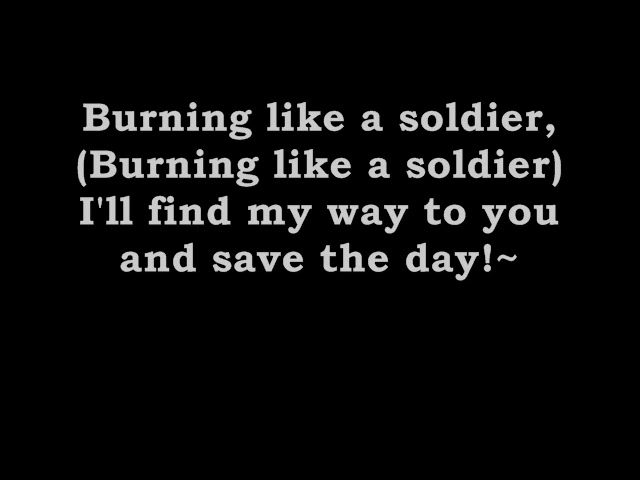 Burning like a soldier,
(Burning like a soldier)
I'll find my way to you
and save the day!~